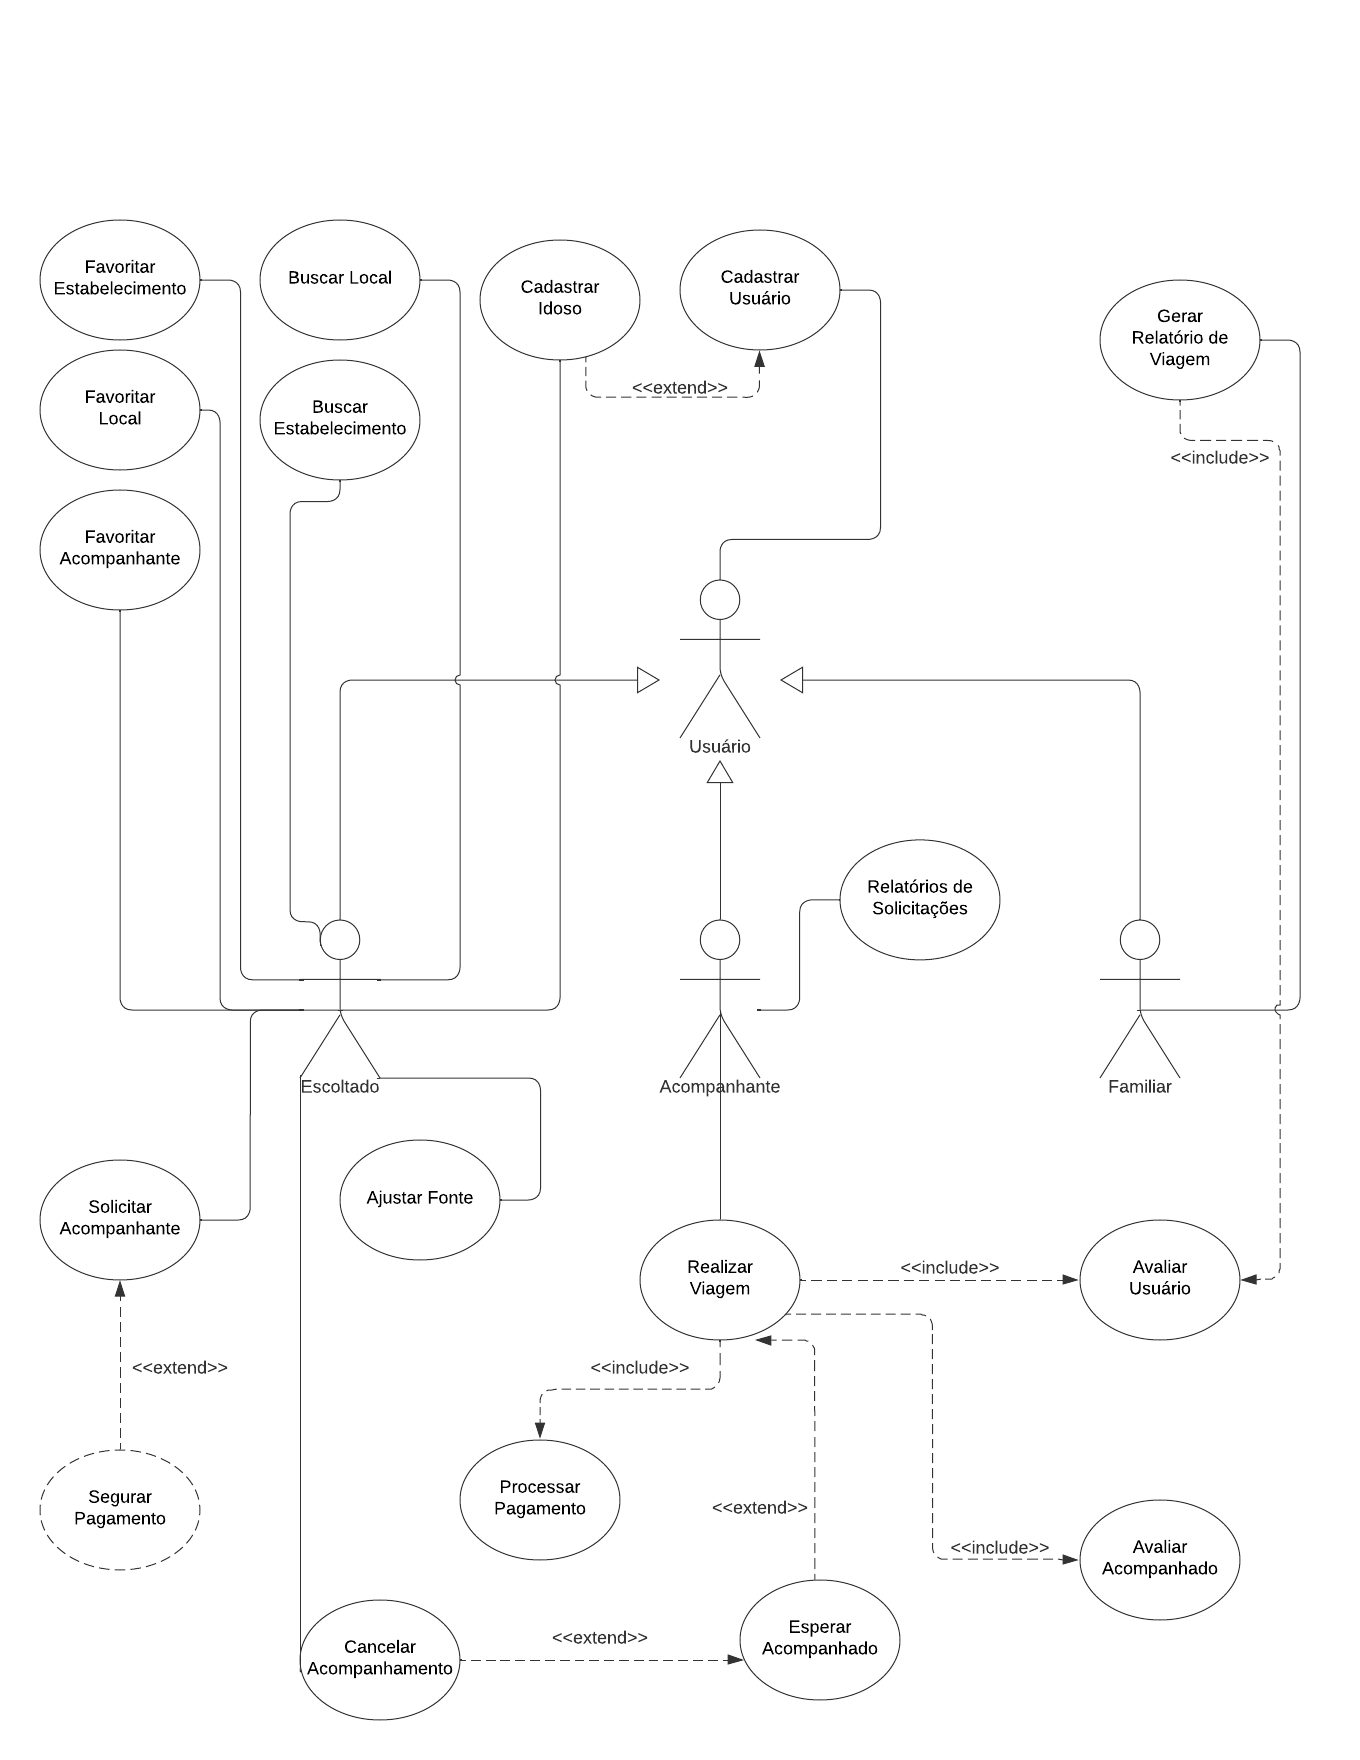 Favoritar
Estabelecimento
Buscar Local
Cadastrar
Idoso
Cadastrar
Usuário
Gerar
Relatório de
Viagem
Favoritar
Local
Buscar
Estabelecimento
<<extend>>
<<include>>
Favoritar
Acompanhante
Usuário
Relatórios de
Solicitações
Escoltado
Acompanhante
Familiar
Solicitar
Acompanhante
Ajustar Fonte
Realizar
Viagem
<<include>>
Avaliar
Usuário
<<extend>>
<<include>>
Segurar
Pagamento
Processar
Pagamento
<<extend>>
<<include>>
Avaliar
Acompanhado
Cancelar
Acompanhamento
<<extend>>
Esperar
Acompanhado